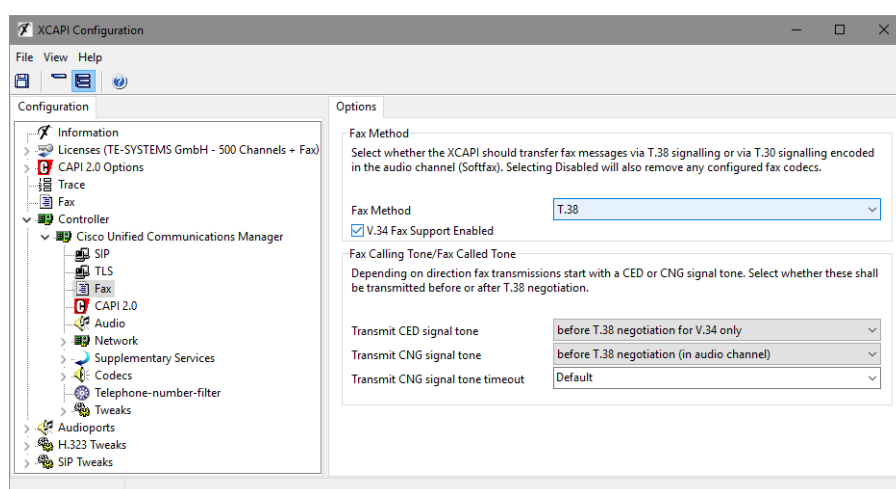 XCAPI Configuration
File View Help
Configuration
Information
Licenses (TE-SYSTEMS GmbH - 500 Channels + Fax)
CAPI 2.0 Options
Trace
Fax
Controller
Cisco Unified Communications Manager
SIP
TLS
Fax
CAPI 2.0
Audio
Network
Supplementary Services
Codecs
Telephone-number-filter
Tweaks
Audioports
H.323 Tweaks
SIP Tweaks
Options
Fax Method
Select whether the XCAPI should transfer fax messages via T.38 signalling or via T.30 signalling encoded
in the audio channel (Softfax). Selecting Disabled will also remove any configured fax codecs.
Fax Method T.38
V.34 Fax Support Enabled
Fax Calling Tone/Fax Called Tone
Depending on direction fax transmissions start with a CED or CNG signal tone. Select whether these shall
be transmitted before or after T.38 negotiation.
Transmit CED signal tone before T.38 negotiation for V.34 only
Transmit CNG signal tone before T.38 negotiation (in audio channel)
Transmit CNG signal tone timeout Default